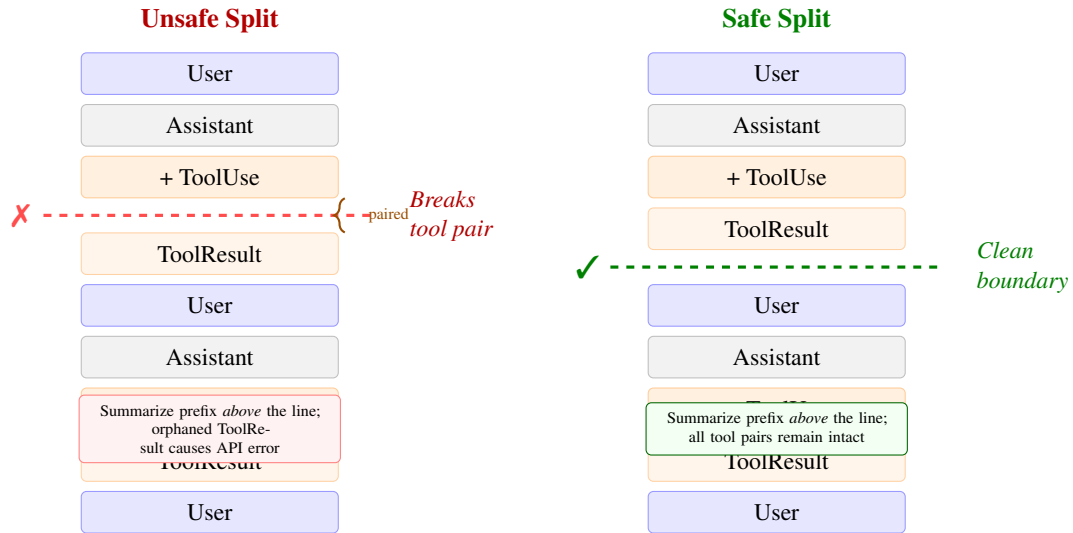 Unsafe Split
User
Assistant
+ ToolUse
✗
paired
Breaks
tool pair
ToolResult
User
Assistant
Summarize prefix above the line;
orphaned ToolRe-
sult causes API error
ToolResult
User
Safe Split
User
Assistant
+ ToolUse
ToolResult
✓
Clean
boundary
User
Assistant
Summarize prefix above the line;
all tool pairs remain intact
ToolResult
User